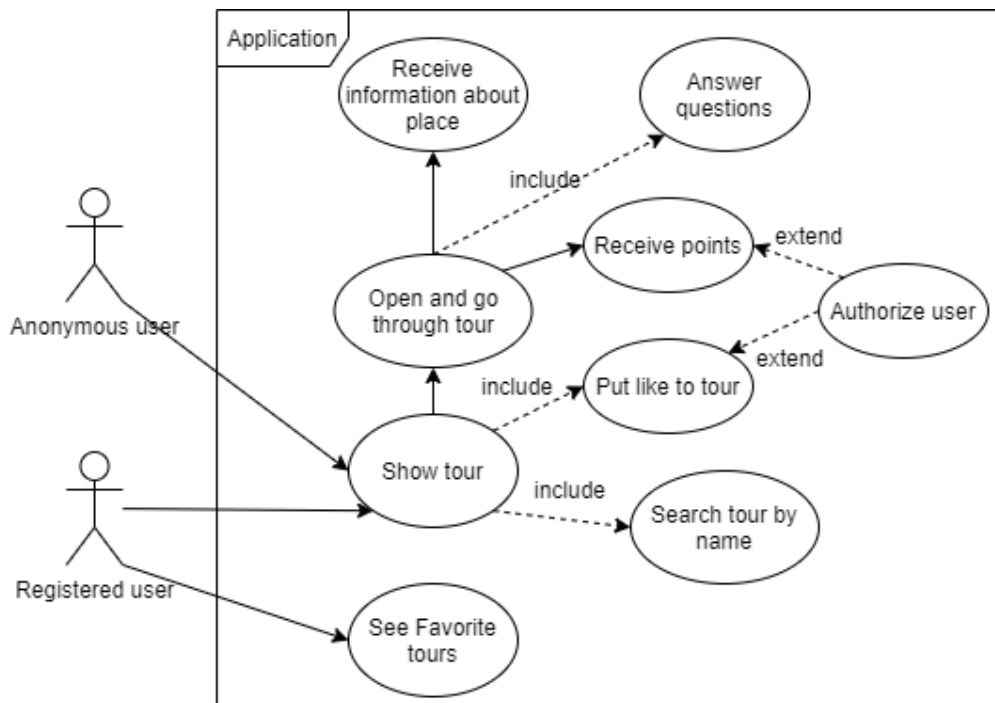 Application
Receive
information about
place
Answer
questions
include
Receive points
extend
Open and go
through tour
Authorize user
Anonymous user
extend
include
Put like to tour
Show tour
include
Search tour by
name
Registered user
See Favorite
tours